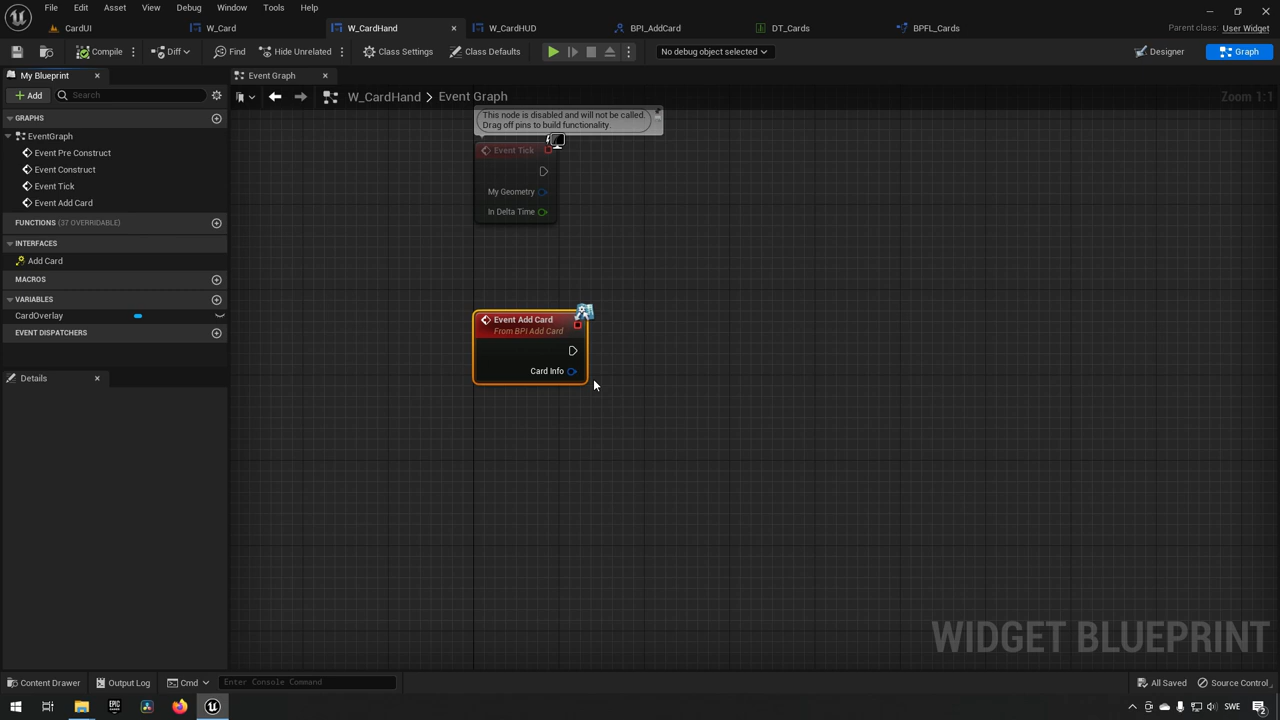 File Edit Asset View Debug Window Tools Help
CardUI W_Card W_CardHand W_CardHUD BPI_AddCard DT_Cards BPFL_Cards Parent class: User Widget
Compile Diff Find Hide Unrelated Class Settings Class Defaults No debug object selected Designer Graph
My Blueprint Event Graph
Add Search W_CardHand Event Graph Zoom 1:1
GRAPHS
EventGraph
Event Pre Construct
Event Construct
Event Tick
Event Add Card
FUNCTIONS (37 OVERRIDABLE)
INTERFACES
Add Card
MACROS
VARIABLES
CardOverlay
EVENT DISPATCHERS
Details
This node is disabled and will not be called.
Drag off pins to build functionality.
Event Tick
My Geometry
In Delta Time
Event Add Card
From BPI Add Card
Card Info
WIDGET BLUEPRINT
Content Drawer Output Log Cmd Enter Console Command All Saved Source Control
EPIC SWE 2